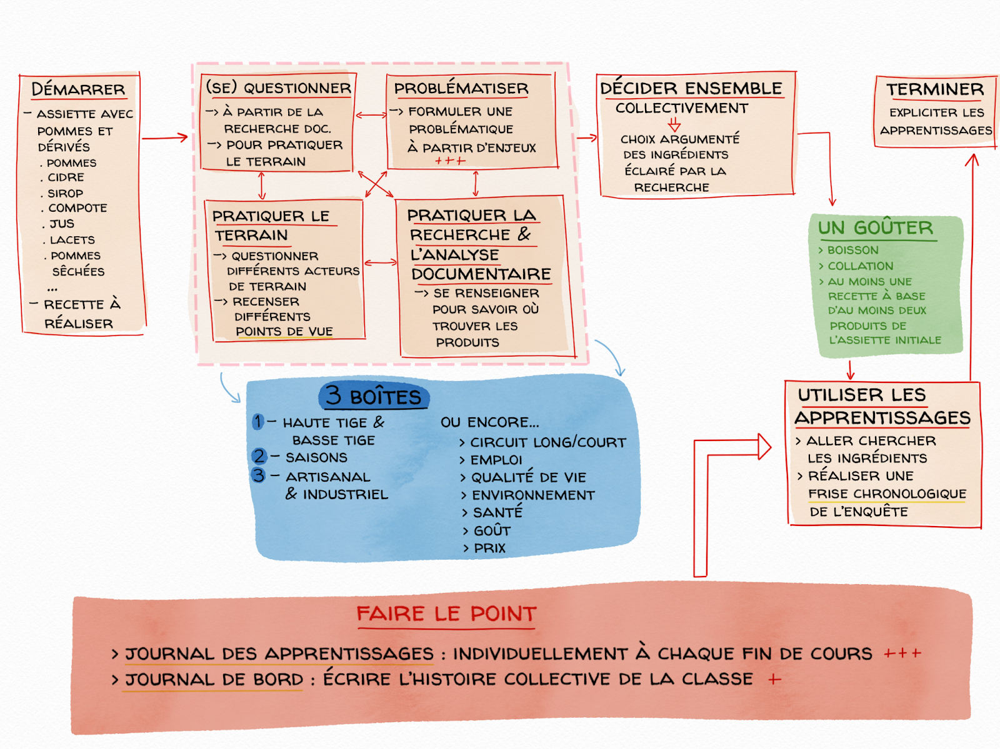 DÉMARRER
- ASSIETTE AVEC
POMMES ET
DÉRIVÉS
. POMMES
. CIDRE
. SIROP
. COMPOTE
. JUS
. LACETS
. POMMES
SÊCHÉES
...
- RECETTE À
RÉALISER
(SE) QUESTIONNER
-> À PARTIR DE LA
RECHERCHE DOC.
-> POUR PRATIQUER
LE TERRAIN
PROBLÉMATISER
-> FORMULER UNE
PROBLÉMATIQUE
À PARTIR D'ENJEUX
+++
PRATIQUER LE
TERRAIN
-> QUESTIONNER
DIFFÉRENTS ACTEURS
DE TERRAIN
-> RECENSER
DIFFÉRENTS
POINTS DE VUE
PRATIQUER LA
RECHERCHE &
L'ANALYSE
DOCUMENTAIRE
-> SE RENSEIGNER
POUR SAVOIR OÙ
TROUVER LES
PRODUITS
DÉCIDER ENSEMBLE
COLLECTIVEMENT
CHOIX ARGUMENTÉ
DES INGRÉDIENTS
ÉCLAIRÉ PAR LA
RECHERCHE
TERMINER
EXPLICITER LES
APPRENTISSAGES
UN GOÛTER
> BOISSON
> COLLATION
> AU MOINS UNE
RECETTE À BASE
D'AU MOINS DEUX
PRODUITS DE
L'ASSIETTE INITIALE
UTILISER LES
APPRENTISSAGES
> ALLER CHERCHER
LES INGRÉDIENTS
> RÉALISER UNE
FRISE CHRONOLOGIQUE
DE L'ENQUÊTE
3 BOÎTES
1 - HAUTE TIGE &
BASSE TIGE
2 - SAISONS
3 - ARTISANAL
& INDUSTRIEL
OU ENCORE...
> CIRCUIT LONG/COURT
> EMPLOI
> QUALITÉ DE VIE
> ENVIRONNEMENT
> SANTÉ
> GOÛT
> PRIX
FAIRE LE POINT
> JOURNAL DES APPRENTISSAGES : INDIVIDUELLEMENT À CHAQUE FIN DE COURS +++
> JOURNAL DE BORD : ÉCRIRE L'HISTOIRE COLLECTIVE DE LA CLASSE +